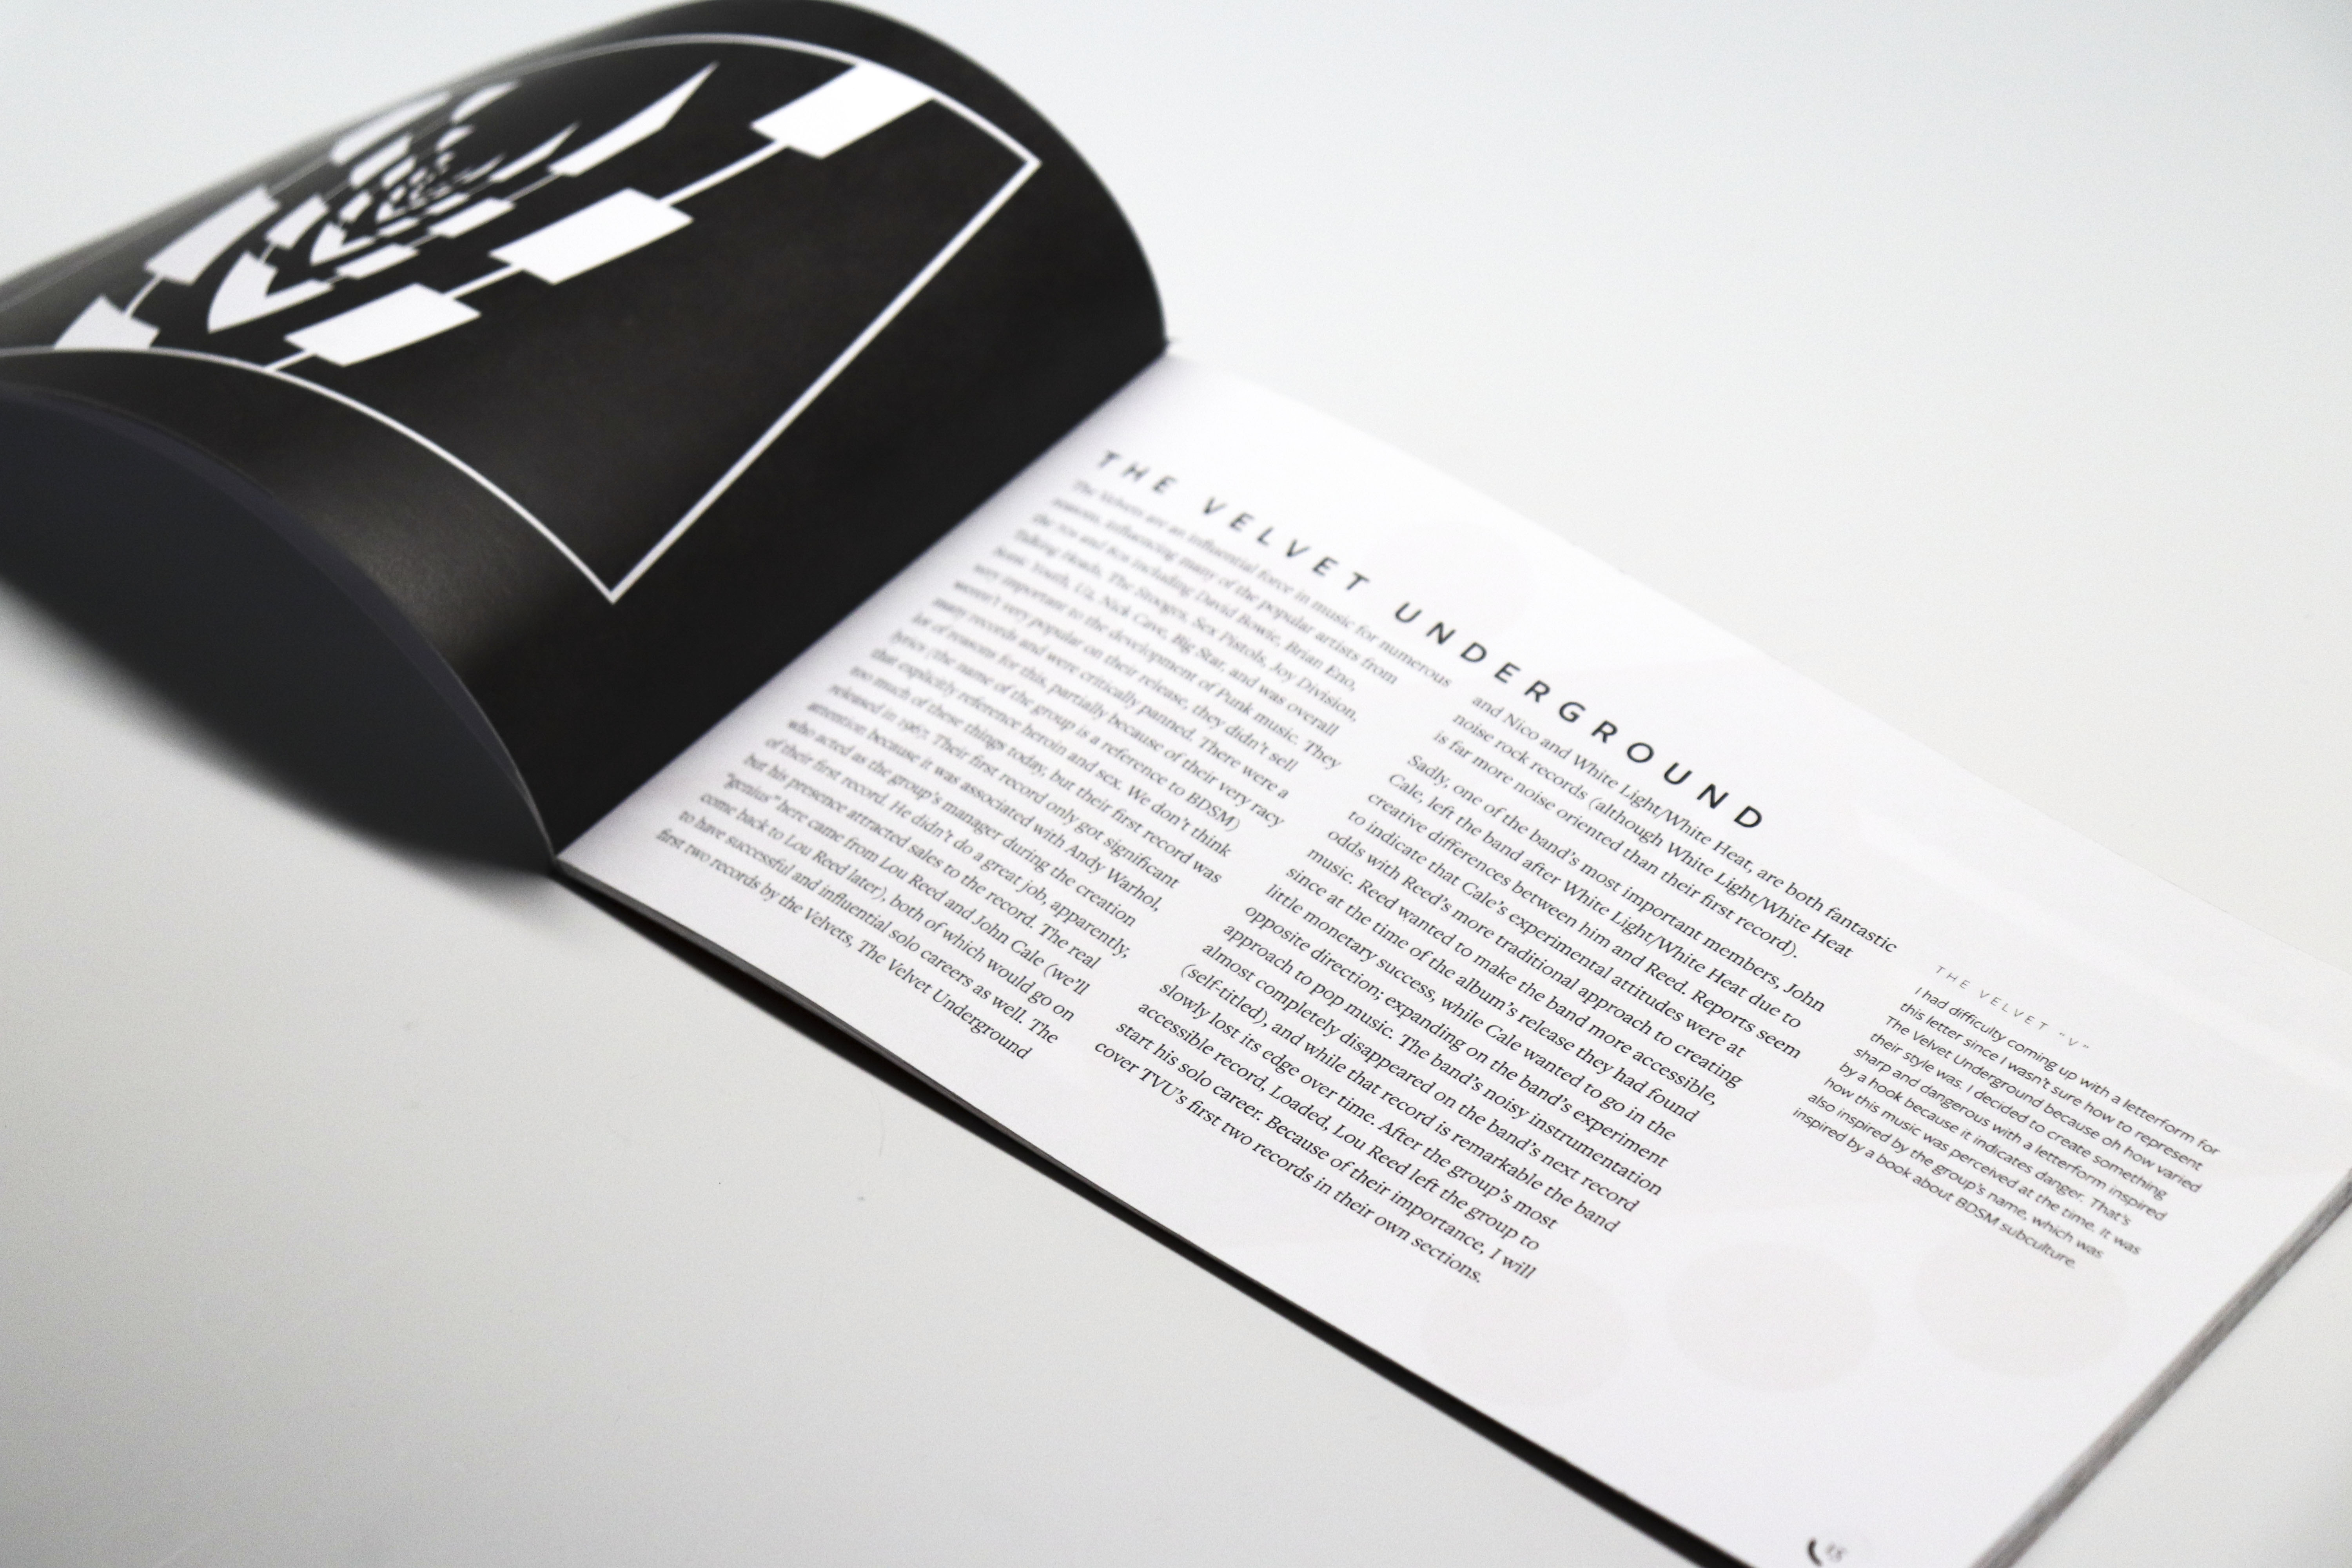 THE VELVET UNDERGROUND
The Velvets are an influential force in music for numerous
reasons, influencing many of the popular artists from
the 70s and 80s including David Bowie, Brian Eno,
Talking Heads, The Stooges, Sex Pistols, Joy Division,
Sonic Youth, U2, Nick Cave, Big Star, and was overall
very important to the development of Punk music. They
weren't very popular on their release, they didn't sell
many records and were critically panned. There were a
lot of reasons for this, partially because of their very racy
lyrics (the name of the group is a reference to BDSM)
that explicitly reference heroin and sex. We don't think
too much of these things today, but their first record was
released in 1967. Their first record only got significant
attention because it was associated with Andy Warhol,
who acted as the group's manager during the creation
of their first record. He didn't do a great job, apparently,
but his presence attracted sales to the record. The real
"genius" here came from Lou Reed and John Cale (we'll
come back to Lou Reed later), both of which would go on
to have successful and influential solo careers as well. The
first two records by the Velvets, The Velvet Underground
and Nico and White Light/White Heat, are both fantastic
noise rock records (although White Light/White Heat
is far more noise oriented than their first record).
Sadly, one of the band's most important members, John
Cale, left the band after White Light/White Heat due to
creative differences between him and Reed. Reports seem
to indicate that Cale's experimental attitudes were at
odds with Reed's more traditional approach to creating
music. Reed wanted to make the band more accessible,
since at the time of the album's release they had found
little monetary success, while Cale wanted to go in the
opposite direction; expanding on the band's experiment
approach to pop music. The band's noisy instrumentation
almost completely disappeared on the band's next record
(self-titled), and while that record is remarkable the band
slowly lost its edge over time. After the group's most
accessible record, Loaded, Lou Reed left the group to
start his solo career. Because of their importance, I will
cover TVU's first two records in their own sections.
THE VELVET "V"
I had difficulty coming up with a letterform for
this letter since I wasn't sure how to represent
The Velvet Underground because oh how varied
their style was. I decided to create something
sharp and dangerous with a letterform inspired
by a hook because it indicates danger. That's
how this music was perceived at the time. It was
also inspired by the group's name, which was
inspired by a book about BDSM subculture.
15